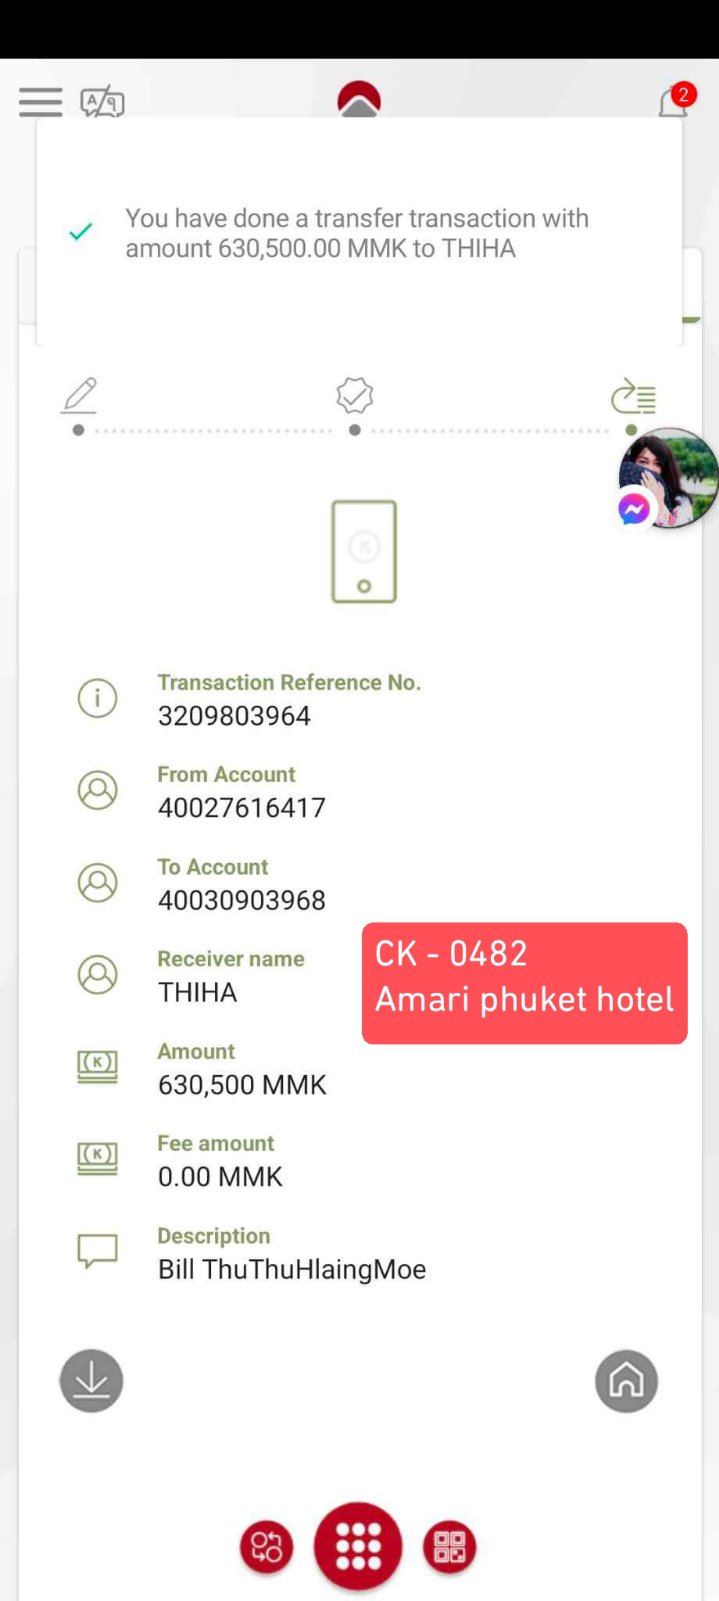 2
You have done a transfer transaction with
amount 630,500.00 MMK to THIHA
Transaction Reference No.
3209803964
From Account
40027616417
To Account
40030903968
Receiver name
THIHA
CK - 0482
Amari phuket hotel
Amount
630,500 MMK
Fee amount
0.00 MMK
Description
Bill ThuThuHlaingMoe